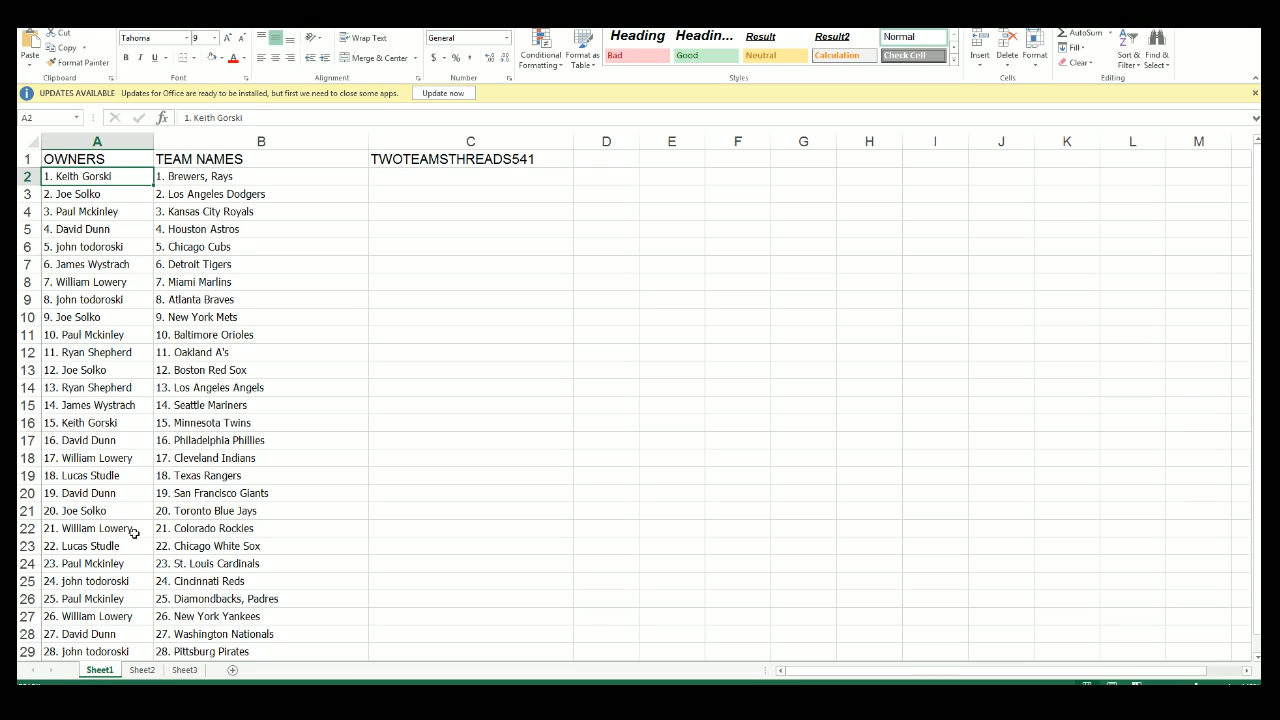 Cut
Tahoma 9 A A Wrap Text General Heading Headin... Result Result2 Normal AutoSum
Paste Copy Conditional Format as Bad Good Neutral Calculation Check Cell Insert Delete Format Fill Sort & Find &
Format Painter B I U A Merge & Center $ % Formatting Table Clear Filter Select
Clipboard Font Alignment Number Styles Cells Editing
UPDATES AVAILABLE Updates for Office are ready to be installed, but first we need to close some apps. Update now
A2 fx 1. Keith Gorski
A B C D E F G H I J K L M
1 OWNERS TEAM NAMES TWOTEAMSTHREADS541
2 1. Keith Gorski 1. Brewers, Rays
3 2. Joe Solko 2. Los Angeles Dodgers
4 3. Paul Mckinley 3. Kansas City Royals
5 4. David Dunn 4. Houston Astros
6 5. john todoroski 5. Chicago Cubs
7 6. James Wystrach 6. Detroit Tigers
8 7. William Lowery 7. Miami Marlins
9 8. john todoroski 8. Atlanta Braves
10 9. Joe Solko 9. New York Mets
11 10. Paul Mckinley 10. Baltimore Orioles
12 11. Ryan Shepherd 11. Oakland A's
13 12. Joe Solko 12. Boston Red Sox
14 13. Ryan Shepherd 13. Los Angeles Angels
15 14. James Wystrach 14. Seattle Mariners
16 15. Keith Gorski 15. Minnesota Twins
17 16. David Dunn 16. Philadelphia Phillies
18 17. William Lowery 17. Cleveland Indians
19 18. Lucas Studle 18. Texas Rangers
20 19. David Dunn 19. San Francisco Giants
21 20. Joe Solko 20. Toronto Blue Jays
22 21. William Lowery 21. Colorado Rockies
23 22. Lucas Studle 22. Chicago White Sox
24 23. Paul Mckinley 23. St. Louis Cardinals
25 24. john todoroski 24. Cincinnati Reds
26 25. Paul Mckinley 25. Diamondbacks, Padres
27 26. William Lowery 26. New York Yankees
28 27. David Dunn 27. Washington Nationals
29 28. john todoroski 28. Pittsburg Pirates
Sheet1 Sheet2 Sheet3